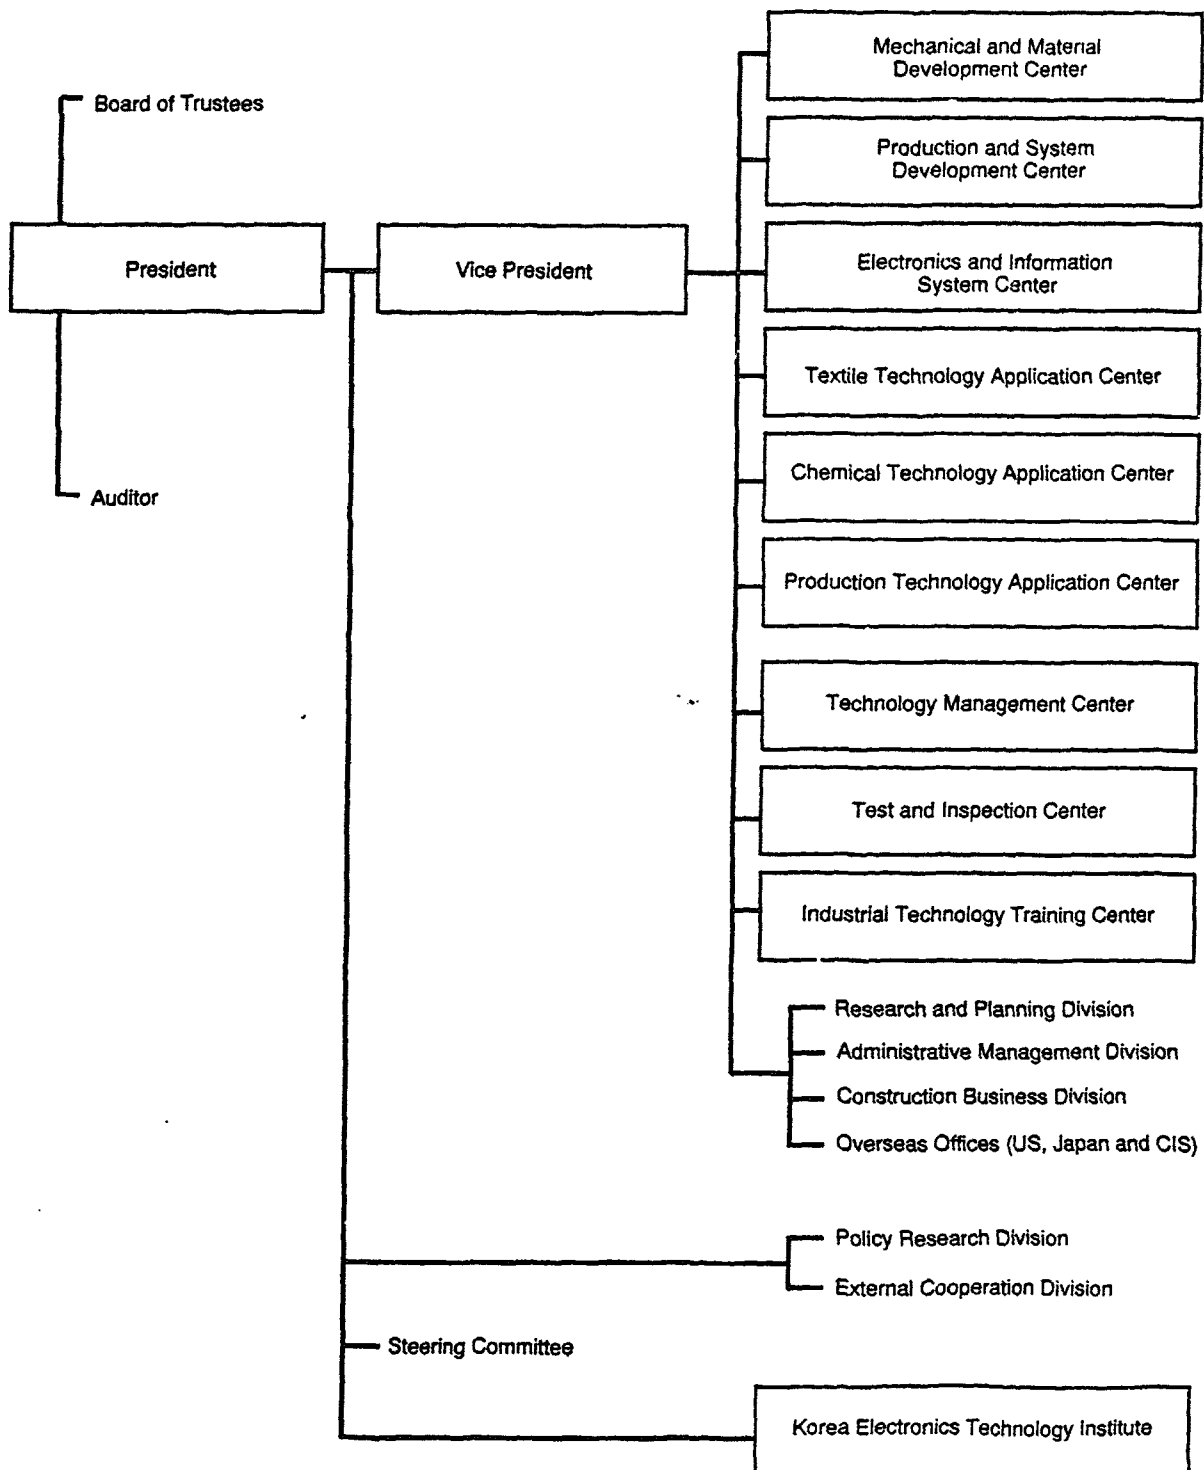 Board of Trustees
President
Auditor
Vice President
Mechanical and Material
Development Center
Production and System
Development Center
Electronics and Information
System Center
Textile Technology Application Center
Chemical Technology Application Center
Production Technology Application Center
Technology Management Center
Test and Inspection Center
Industrial Technology Training Center
Research and Planning Division
Administrative Management Division
Construction Business Division
Overseas Offices (US, Japan and CIS)
Policy Research Division
External Cooperation Division
Steering Committee
Korea Electronics Technology Institute